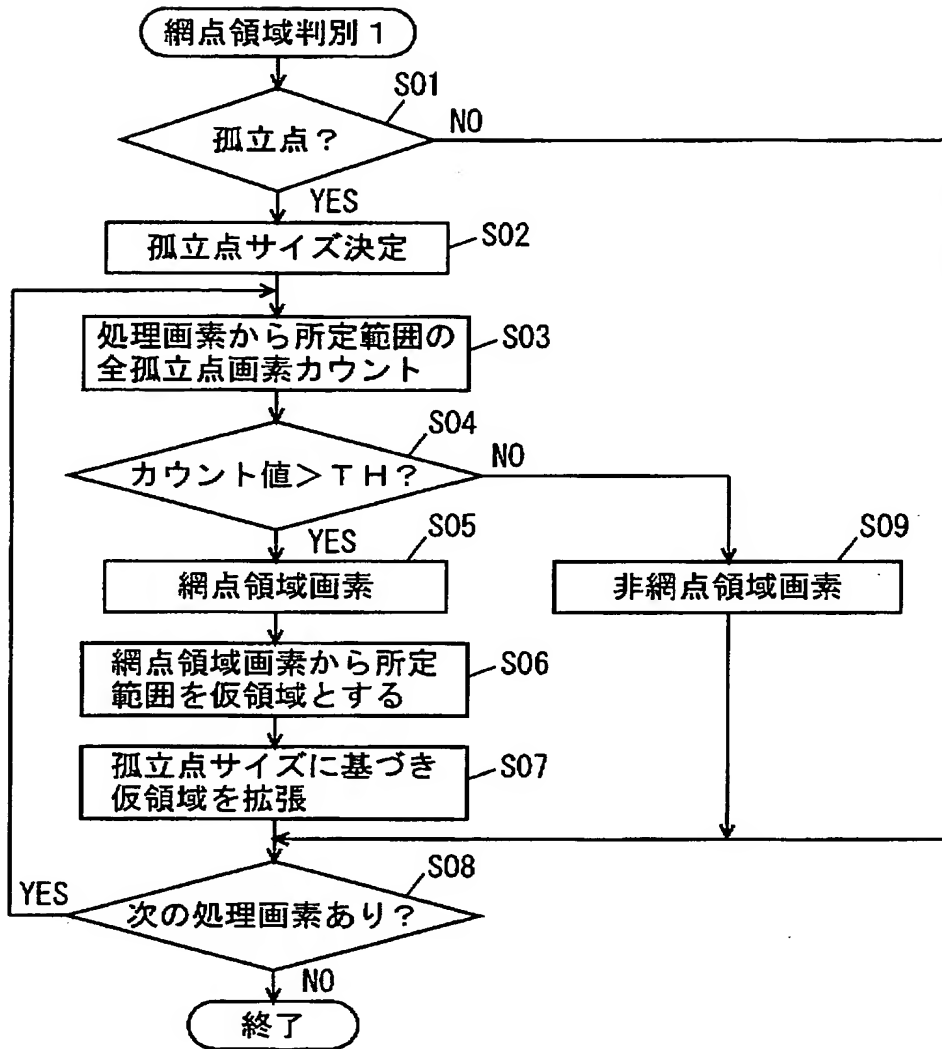 網点領域判別１
S01
孤立点？
NO
YES
孤立点サイズ決定
S02
処理画素から所定範囲の
全孤立点画素カウント
S03
S04
カウント値＞ＴＨ？
NO
YES
S05
網点領域画素
S09
非網点領域画素
網点領域画素から所定
範囲を仮領域とする
S06
孤立点サイズに基づき
仮領域を拡張
S07
S08
YES
次の処理画素あり？
NO
終了